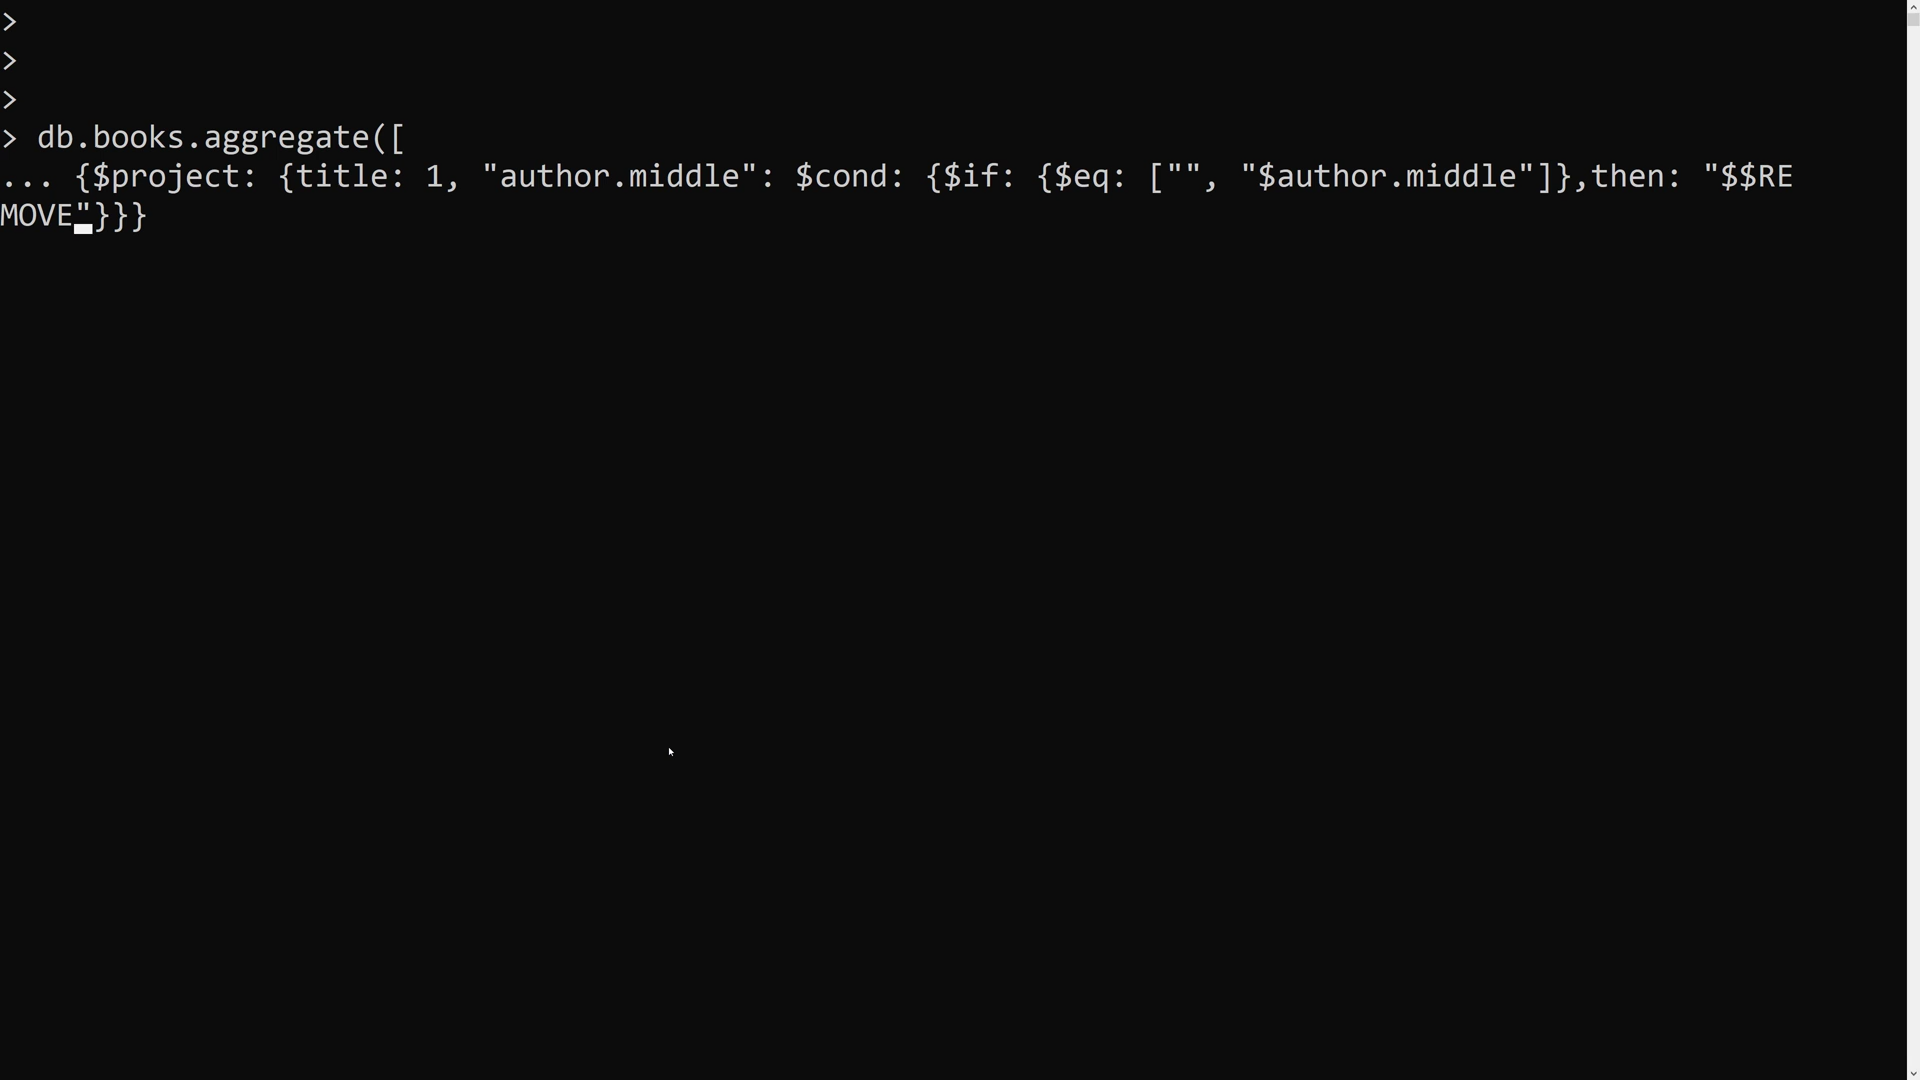 >
>
>
> db.books.aggregate([
... {$project: {title: 1, "author.middle": $cond: {$if: {$eq: ["", "$author.middle"]},then: "$$RE
MOVE"}}}